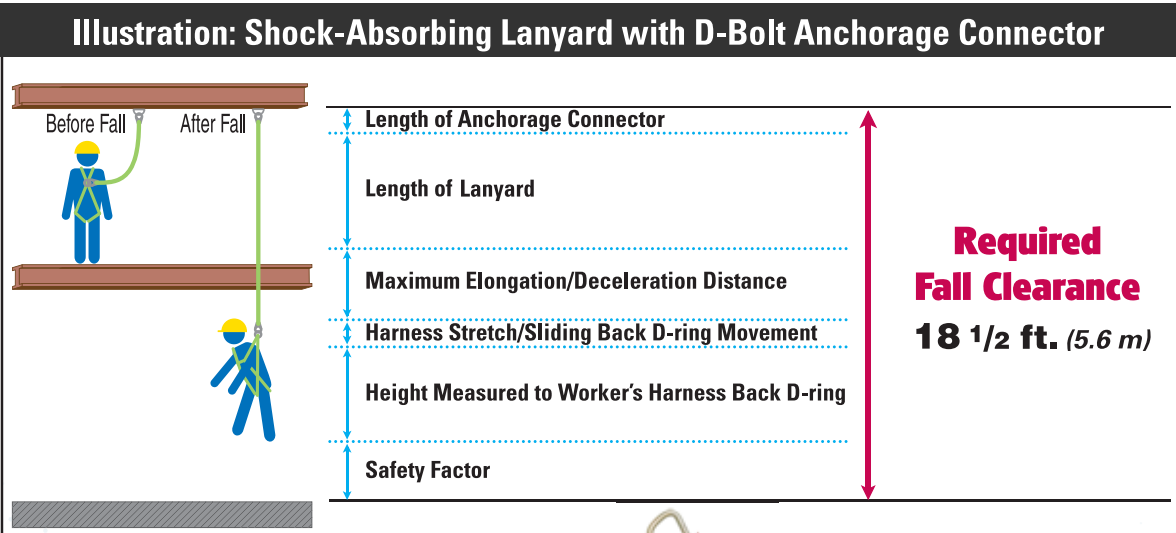 Illustration: Shock-Absorbing Lanyard with D-Bolt Anchorage Connector
Before Fall
After Fall
Length of Anchorage Connector
Length of Lanyard
Maximum Elongation/Deceleration Distance
Harness Stretch/Sliding Back D-ring Movement
Height Measured to Worker's Harness Back D-ring
Safety Factor
Required
Fall Clearance
18 1/2 ft. (5.6 m)